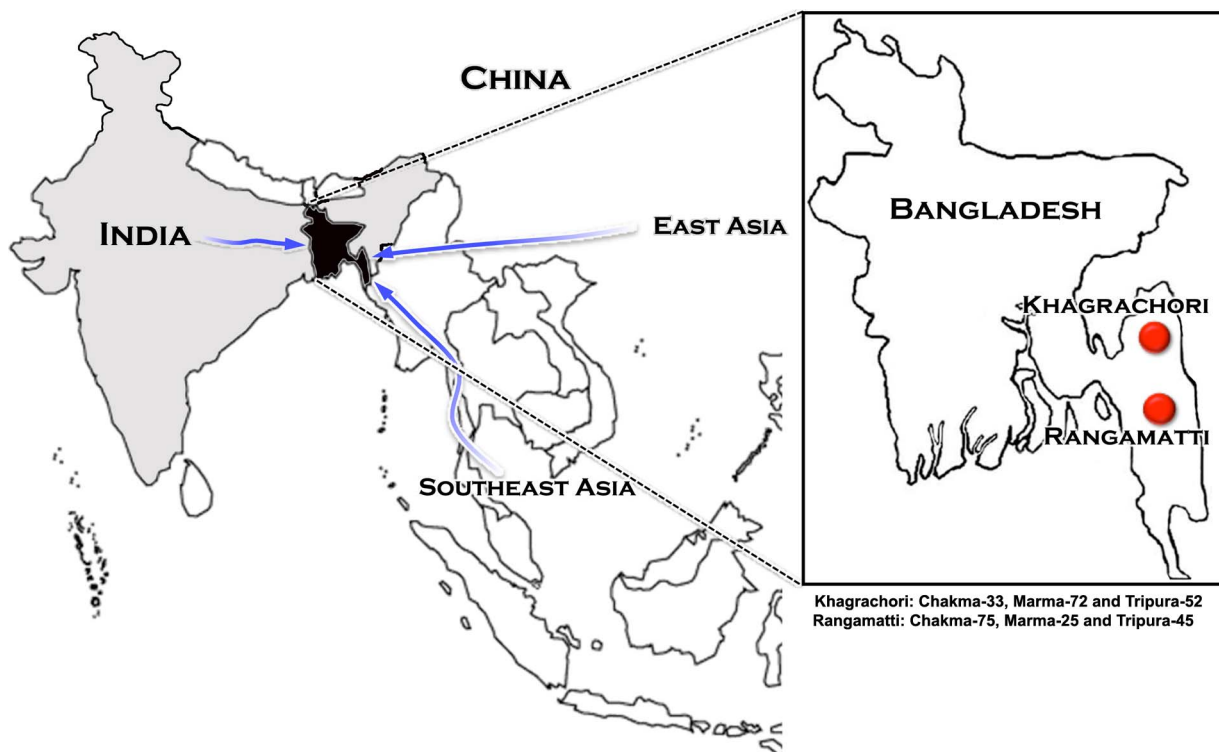 CHINA
INDIA
EAST ASIA
SOUTHEAST ASIA
BANGLADESH
KHAGRACHORI
RANGAMATTI
Khagrachori: Chakma-33, Marma-72 and Tripura-52
Rangamatti: Chakma-75, Marma-25 and Tripura-45